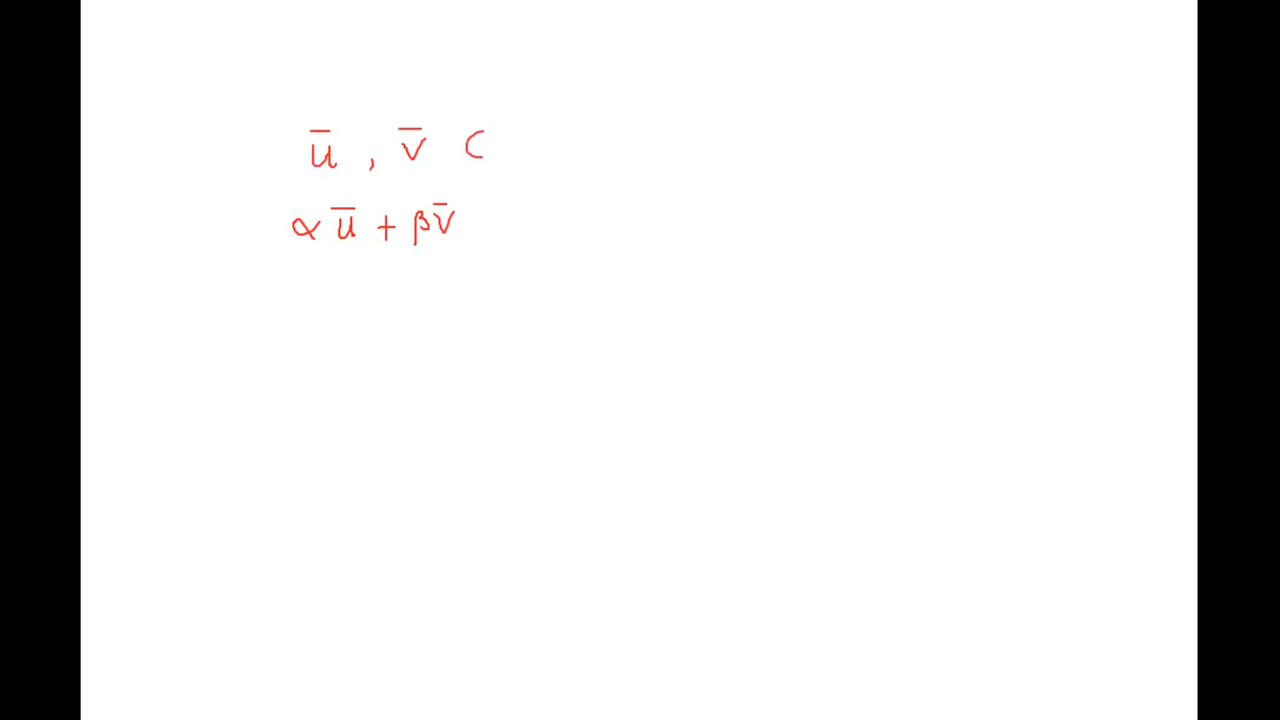 ū , v̄ (
αū + βv̄